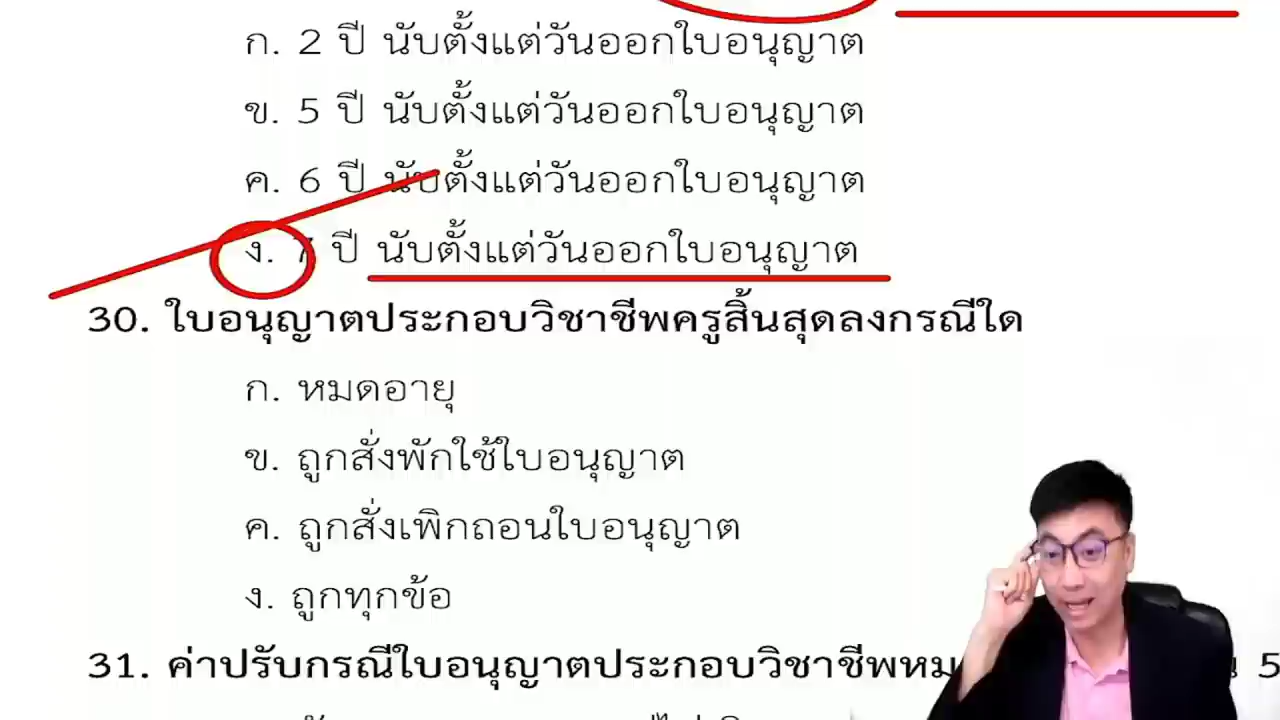 ก. 2 ปี นับตั้งแต่วันออกใบอนุญาต
ข. 5 ปี นับตั้งแต่วันออกใบอนุญาต
ค. 6 ปี นับตั้งแต่วันออกใบอนุญาต
ง. 7 ปี นับตั้งแต่วันออกใบอนุญาต
30. ใบอนุญาตประกอบวิชาชีพครูสิ้นสุดลงกรณีใด
ก. หมดอายุ
ข. ถูกสั่งพักใช้ใบอนุญาต
ค. ถูกสั่งเพิกถอนใบอนุญาต
ง. ถูกทุกข้อ
31. ค่าปรับกรณีใบอนุญาตประกอบวิชาชีพหม 5